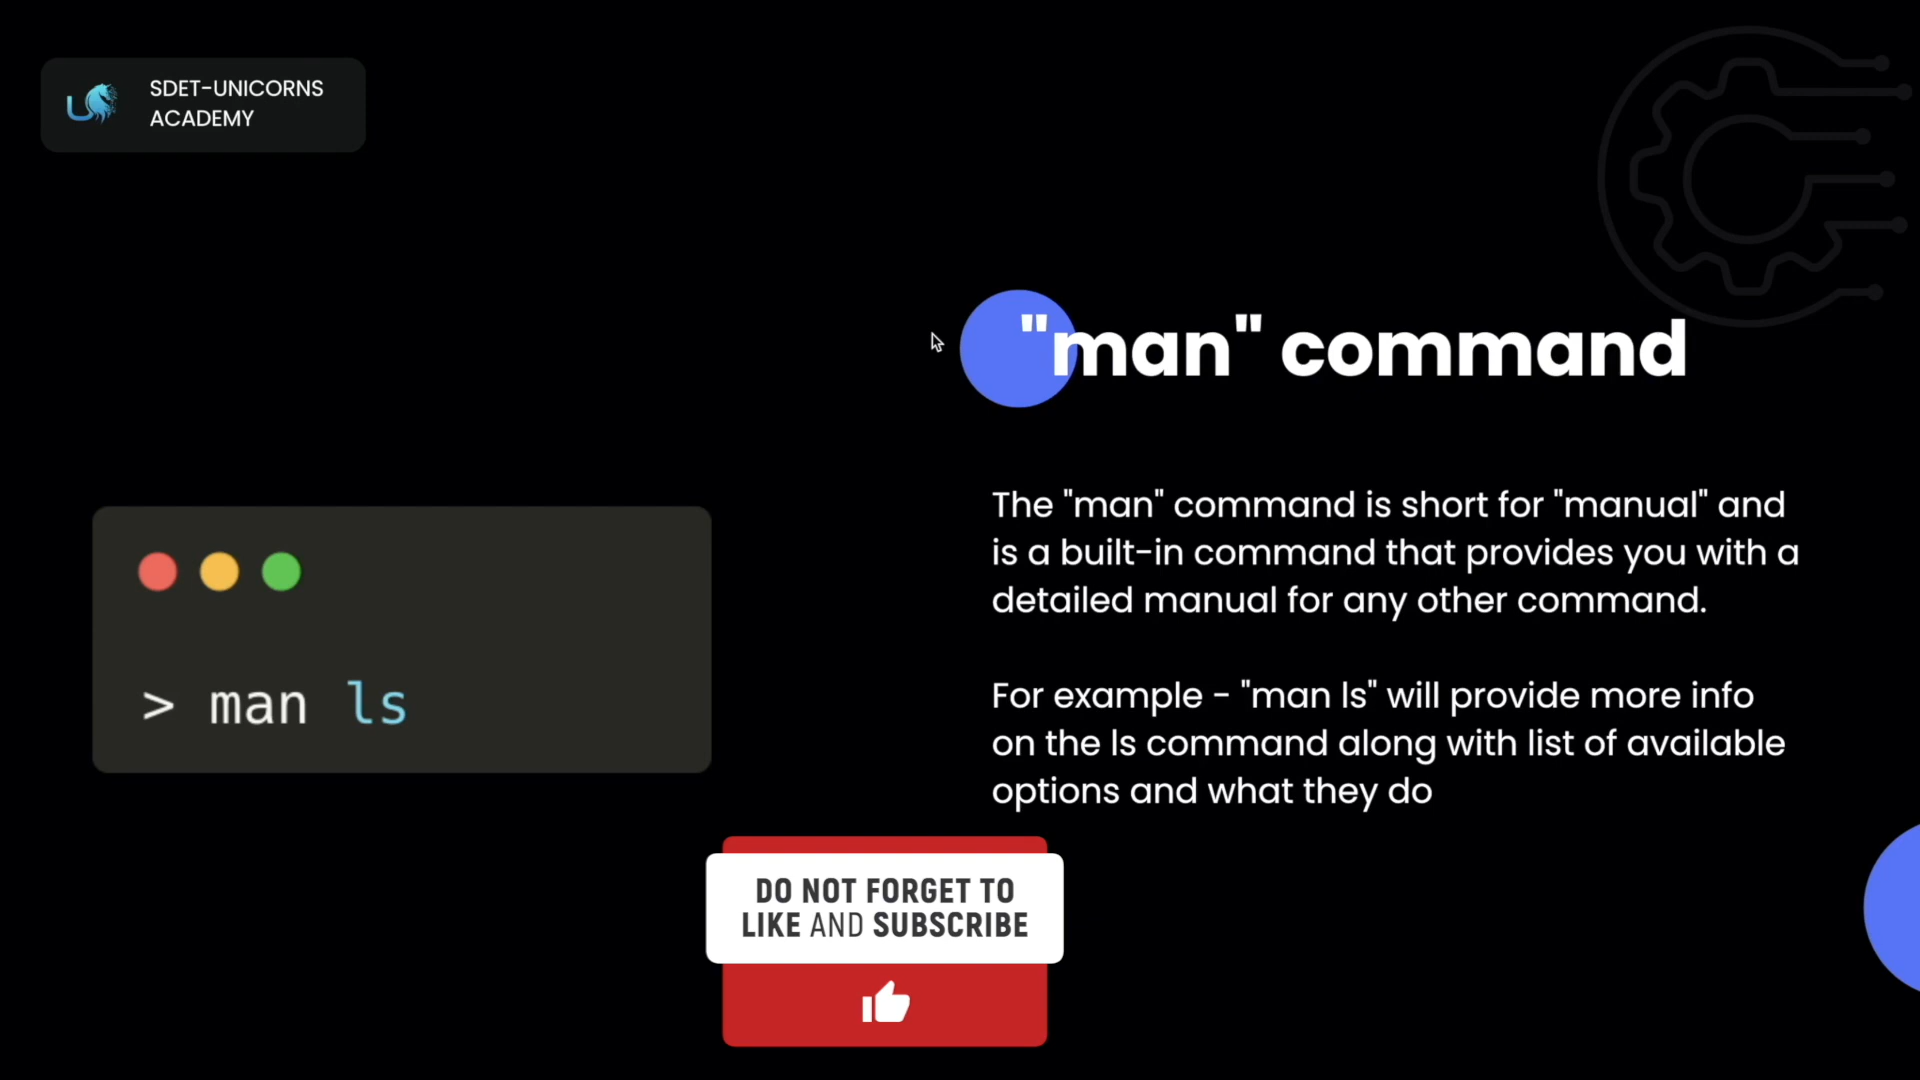 SDET-UNICORNS
ACADEMY
"man" command
The "man" command is short for "manual" and
is a built-in command that provides you with a
detailed manual for any other command.
For example - "man ls" will provide more info
on the ls command along with list of available
options and what they do
> man ls
DO NOT FORGET TO
LIKE AND SUBSCRIBE